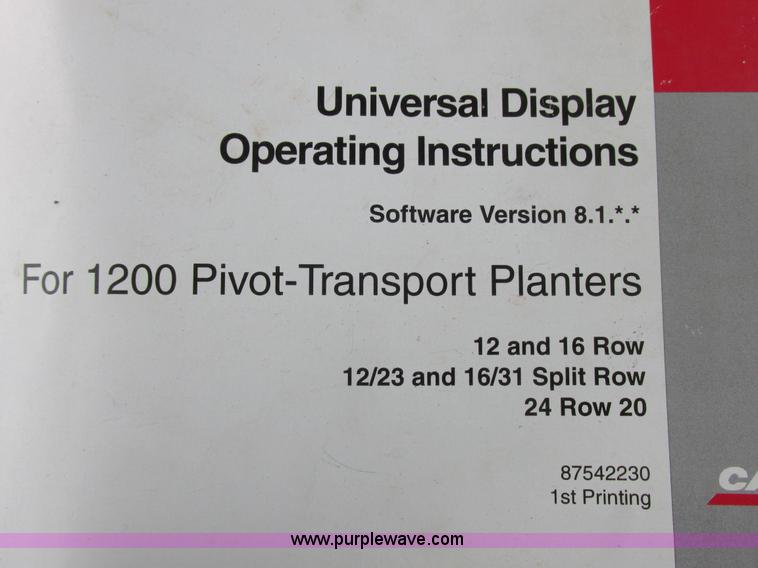 Universal Display
Operating Instructions
Software Version 8.1.*.*
For 1200 Pivot-Transport Planters
12 and 16 Row
12/23 and 16/31 Split Row
24 Row 20
87542230
1st Printing
CA
www.purplewave.com